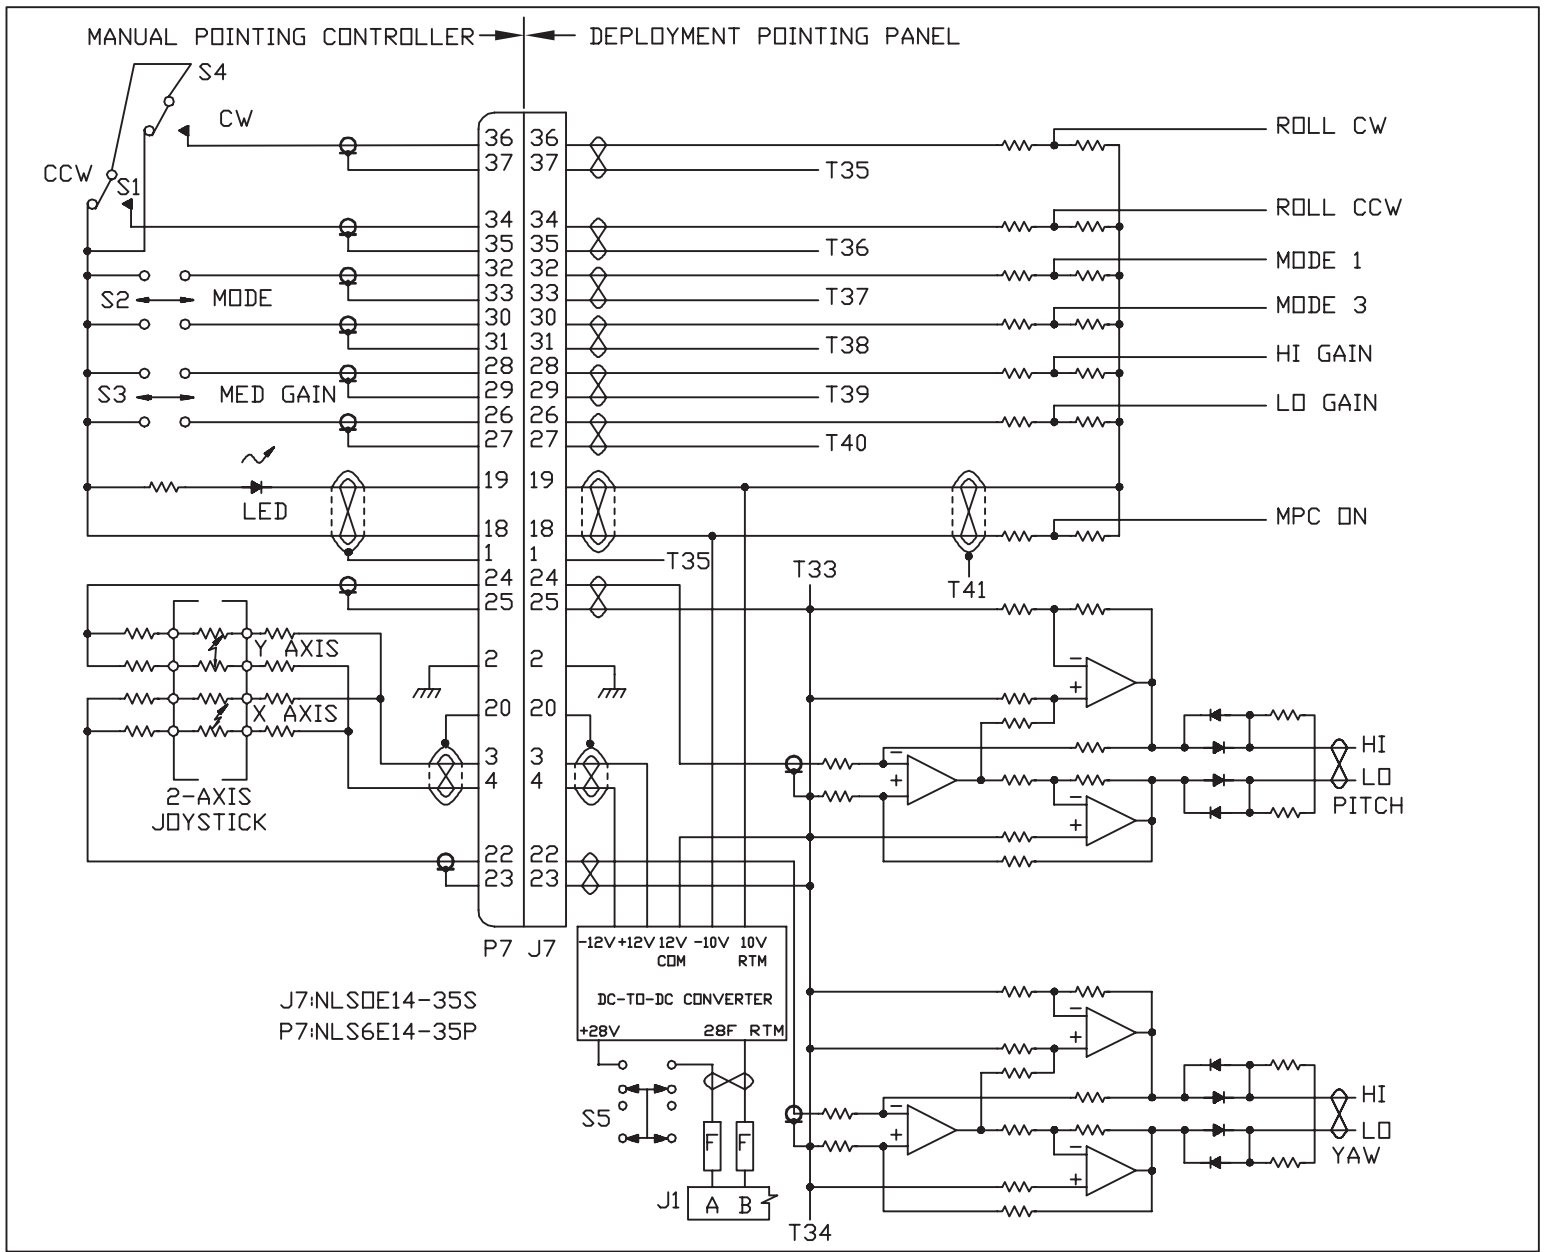 MANUAL POINTING CONTROLLER
DEPLOYMENT POINTING PANEL
S4
CW
CCW
S1
36 36
37 37
T35
ROLL CW
34 34
35 35
T36
ROLL CCW
32 32
33 33
T37
MODE 1
S2
MODE
30 30
31 31
T38
MODE 3
28 28
29 29
T39
HI GAIN
S3
MED GAIN
26 26
27 27
T40
LO GAIN
19 19
LED
18 18
MPC ON
1 1
T35
T33
T41
24 24
25 25
Y AXIS
2 2
X AXIS
20 20
3 3
4 4
2-AXIS
JOYSTICK
22 22
23 23
P7 J7
-
+
-
+
-
+
HI
LO
PITCH
-12V +12V 12V -10V 10V
COM RTM
DC-TO-DC CONVERTER
+28V 28F RTM
J7:NLS0E14-35S
P7:NLS6E14-35P
S5
F F
J1
A B
T34
-
+
-
+
-
+
HI
LO
YAW